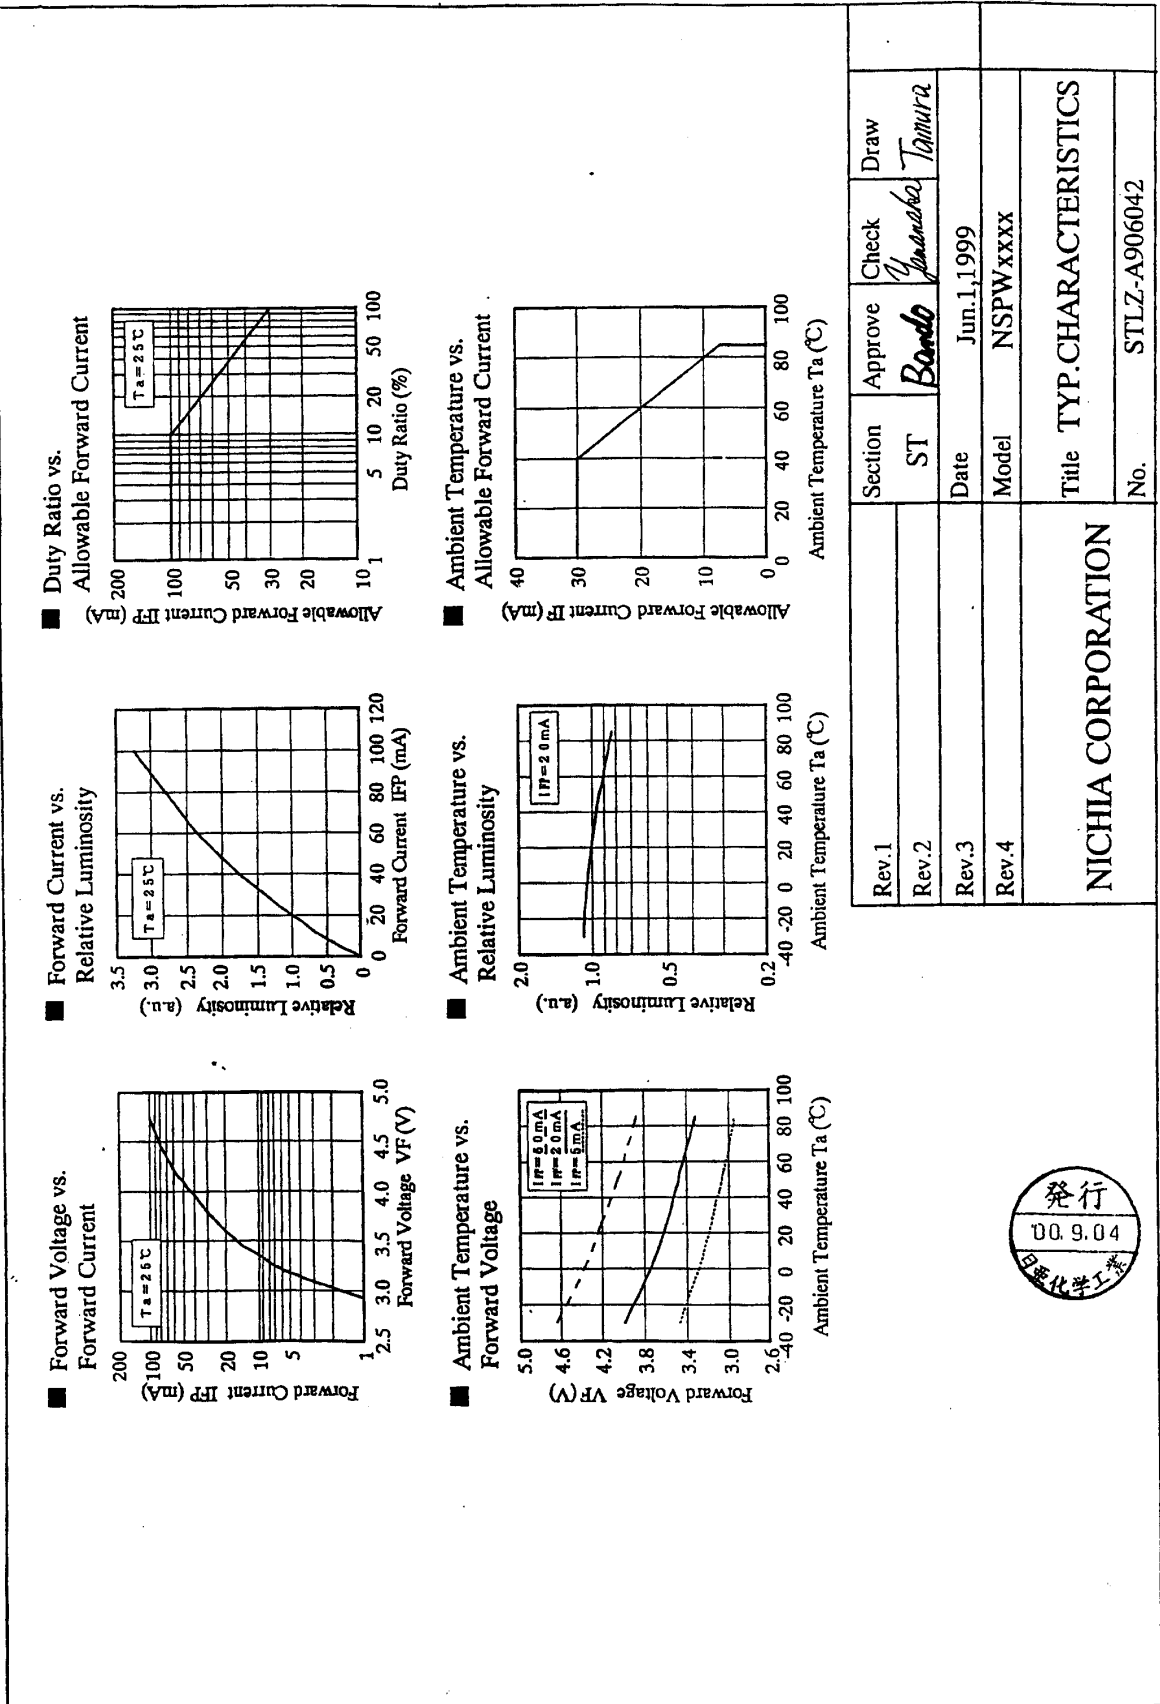 ■ Forward Voltage vs.
Forward Current
Ta=25℃
Forward Current IFP (mA)
200
100
50
20
10
5
1
2.5 3.0 3.5 4.0 4.5 5.0
Forward Voltage VF (V)
■ Forward Current vs.
Relative Luminosity
Ta=25℃
Relative Luminosity (a.u.)
3.5
3.0
2.5
2.0
1.5
1.0
0.5
0
0 20 40 60 80 100 120
Forward Current IFP (mA)
■ Duty Ratio vs.
Allowable Forward Current
Ta=25℃
Allowable Forward Current IFP (mA)
200
100
50
30
20
10
1 5 10 20 50 100
Duty Ratio (%)
■ Ambient Temperature vs.
Forward Voltage
IFP=60mA
IFP=20mA
IFP=5mA
Forward Voltage VF (V)
5.0
4.6
4.2
3.8
3.4
3.0
2.6
-40 -20 0 20 40 60 80 100
Ambient Temperature Ta (℃)
■ Ambient Temperature vs.
Relative Luminosity
IFP=20mA
Relative Luminosity (a.u.)
2.0
1.0
0.5
0.2
-40 -20 0 20 40 60 80 100
Ambient Temperature Ta (℃)
■ Ambient Temperature vs.
Allowable Forward Current
Allowable Forward Current IF (mA)
40
30
20
10
0
0 20 40 60 80 100
Ambient Temperature Ta (℃)
Rev.1
Rev.2
Rev.3
Rev.4
Section Approve Check Draw
ST Bando Yamanaka Tamura
Date Jun.1,1999
Model NSPWxxxx
NICHIA CORPORATION
Title TYP.CHARACTERISTICS
No. STLZ-A906042
発行
'00.9.04
日亜化学工業